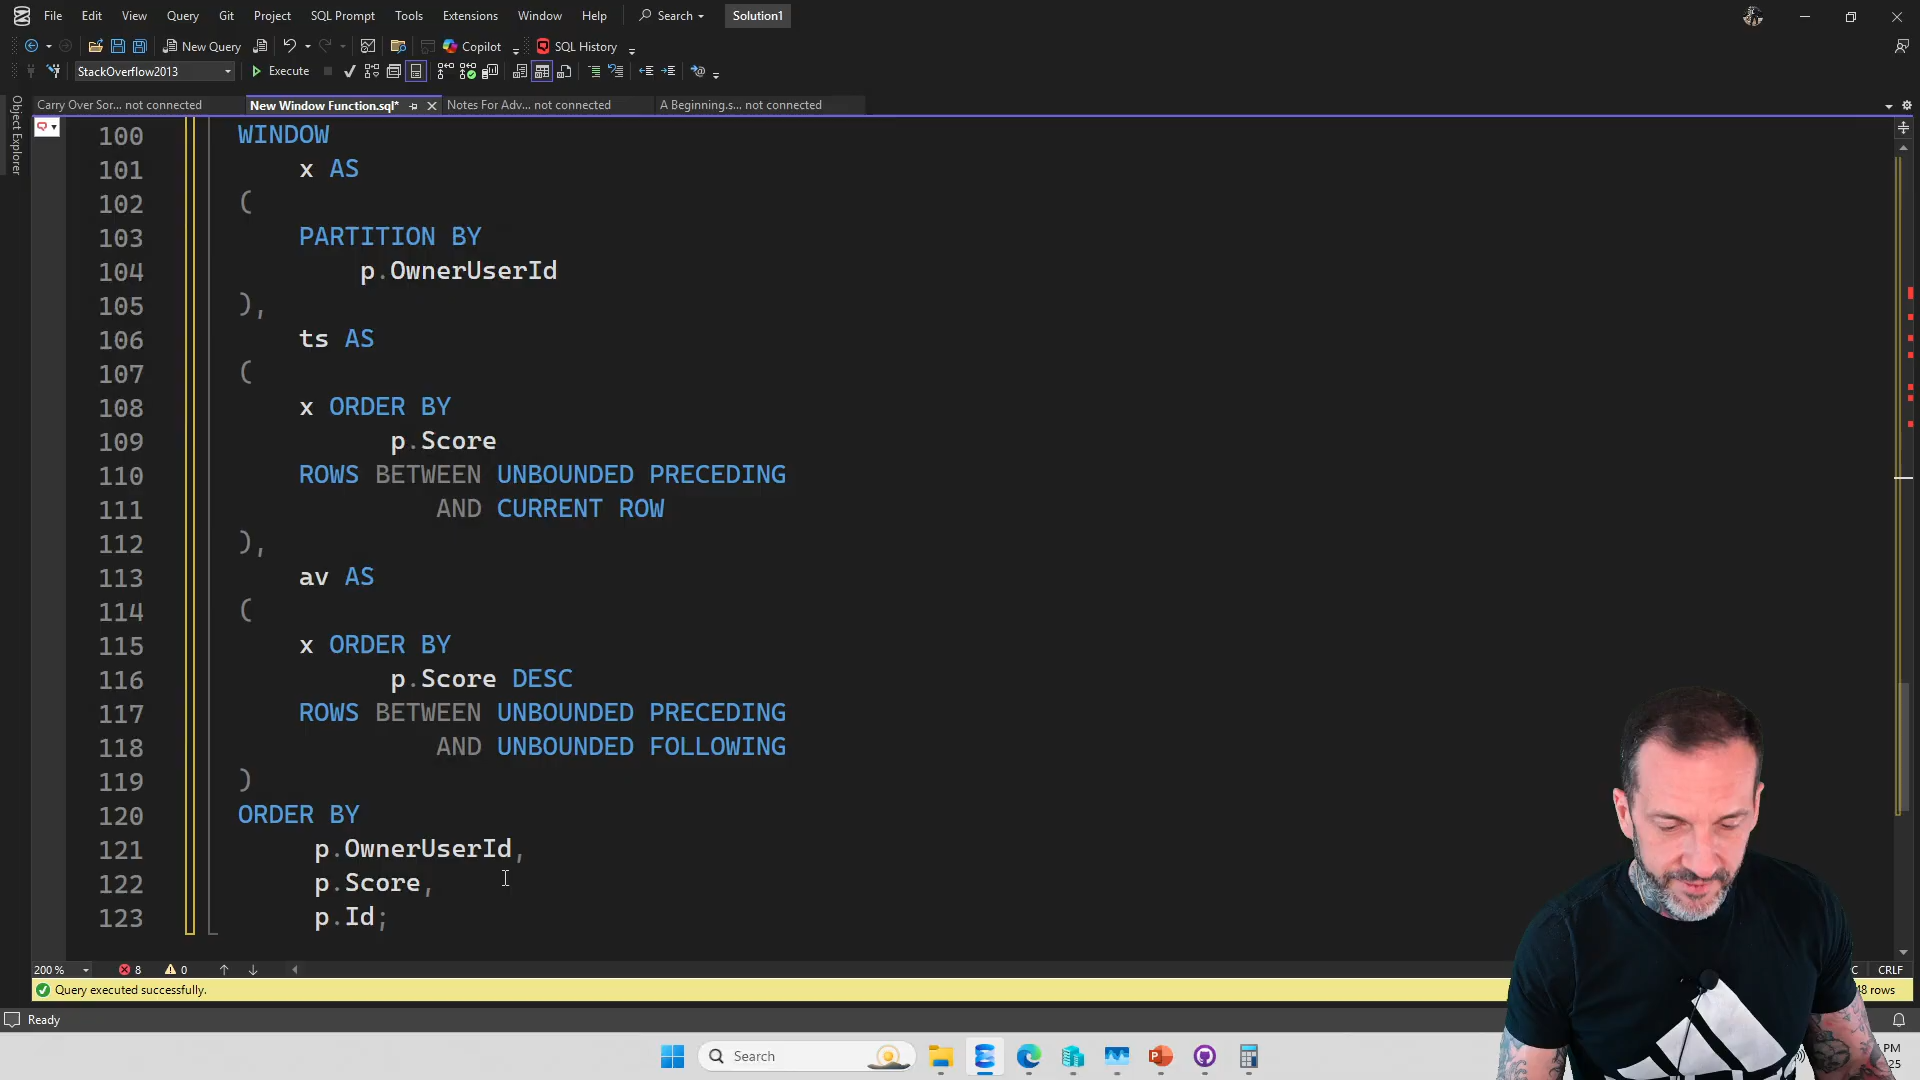 File Edit View Query Git Project SQL Prompt Tools Extensions Window Help Search Solution1
New Query Copilot SQL History
StackOverflow2013 Execute
Carry Over Sor... not connected New Window Function.sql* Notes For Adv... not connected A Beginning.s... not connected
Object Explorer
100 WINDOW
101 x AS
102 (
103 PARTITION BY
104 p.OwnerUserId
105 ),
106 ts AS
107 (
108 x ORDER BY
109 p.Score
110 ROWS BETWEEN UNBOUNDED PRECEDING
111 AND CURRENT ROW
112 ),
113 av AS
114 (
115 x ORDER BY
116 p.Score DESC
117 ROWS BETWEEN UNBOUNDED PRECEDING
118 AND UNBOUNDED FOLLOWING
119 )
120 ORDER BY
121 p.OwnerUserId,
122 p.Score,
123 p.Id;
200 % 8 0 CRLF
Query executed successfully. rows
Ready
Search PM